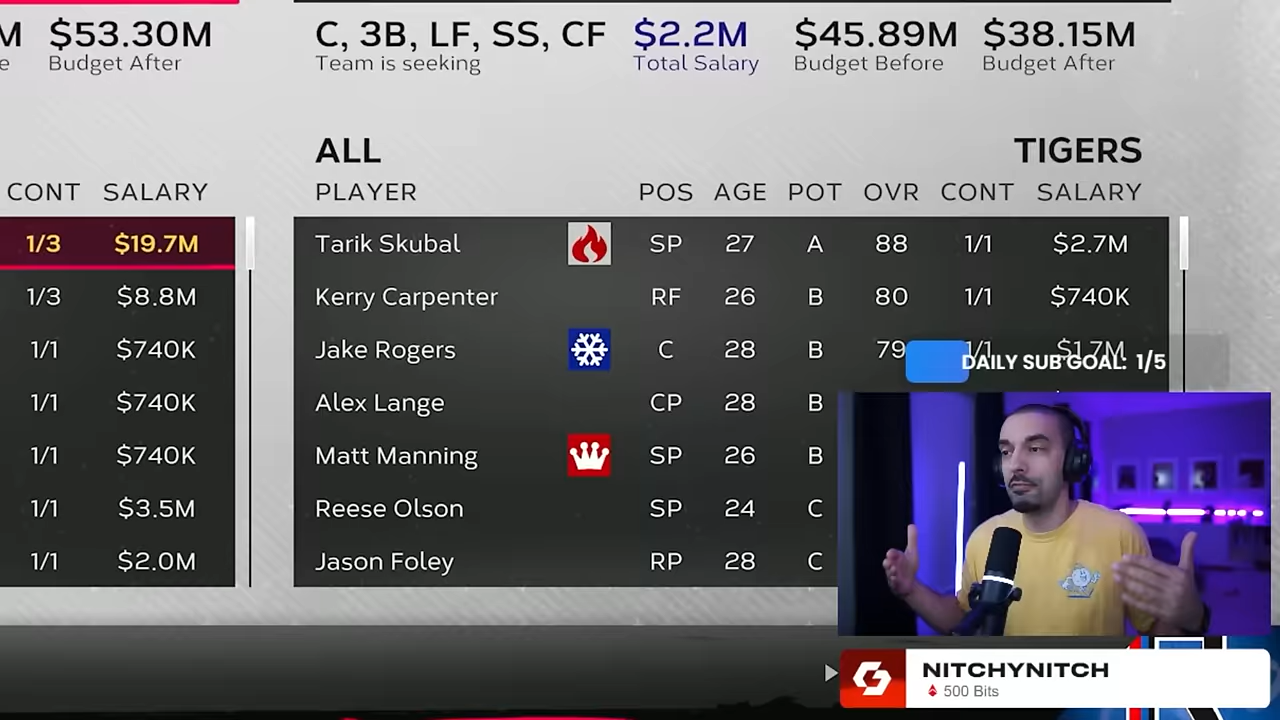 M $53.30M C, 3B, LF, SS, CF $2.2M $45.89M $38.15M
e Budget After Team is seeking Total Salary Budget Before Budget After
ALL TIGERS
CONT SALARY PLAYER POS AGE POT OVR CONT SALARY
1/3 $19.7M Tarik Skubal SP 27 A 88 1/1 $2.7M
1/3 $8.8M Kerry Carpenter RF 26 B 80 1/1 $740K
1/1 $740K Jake Rogers C 28 B 79 1/1 $1.7M
DAILY SUB GOAL: 1/5
1/1 $740K Alex Lange CP 28 B
1/1 $740K Matt Manning SP 26 B
1/1 $3.5M Reese Olson SP 24 C
1/1 $2.0M Jason Foley RP 28 C
NITCHYNITCH
500 Bits